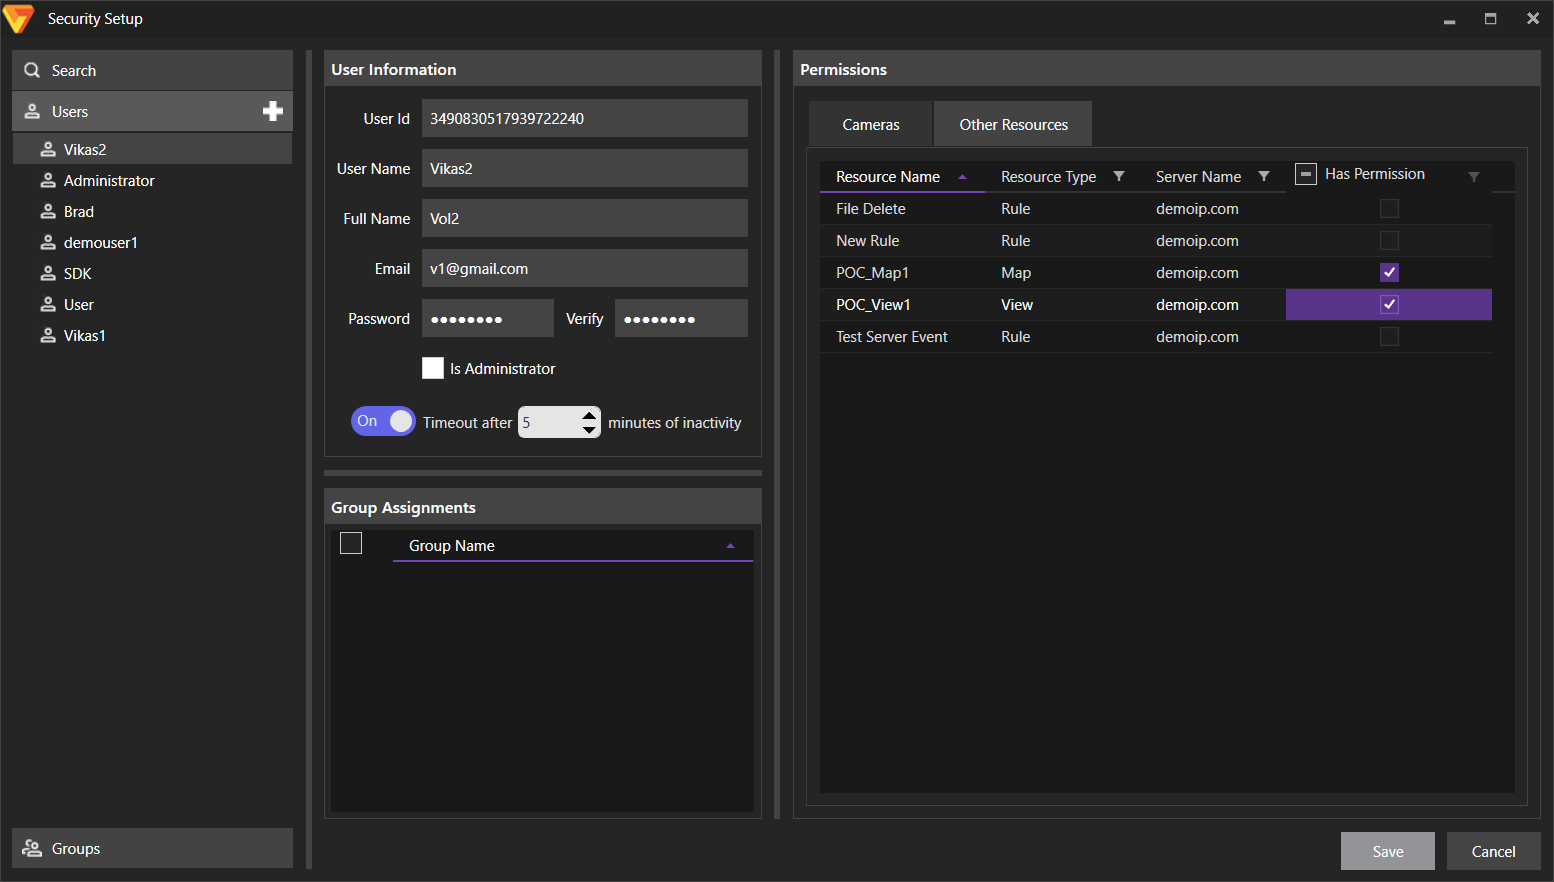 Security Setup
Search
Users
Vikas2
Administrator
Brad
demouser1
SDK
User
Vikas1
Groups
User Information
User Id 3490830517939722240
User Name Vikas2
Full Name Vol2
Email v1@gmail.com
Password ●●●●●●●● Verify ●●●●●●●●
Is Administrator
On Timeout after 5 minutes of inactivity
Group Assignments
Group Name
Permissions
Cameras Other Resources
Resource Name Resource Type Server Name Has Permission
File Delete Rule demoip.com
New Rule Rule demoip.com
POC_Map1 Map demoip.com
POC_View1 View demoip.com
Test Server Event Rule demoip.com
Save Cancel